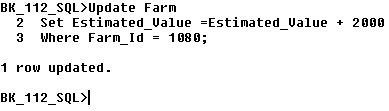 BK_112_SQL>Update Farm
2 Set Estimated_Value =Estimated_Value + 2000
3 Where Farm_Id = 1080;
1 row updated.
BK_112_SQL>